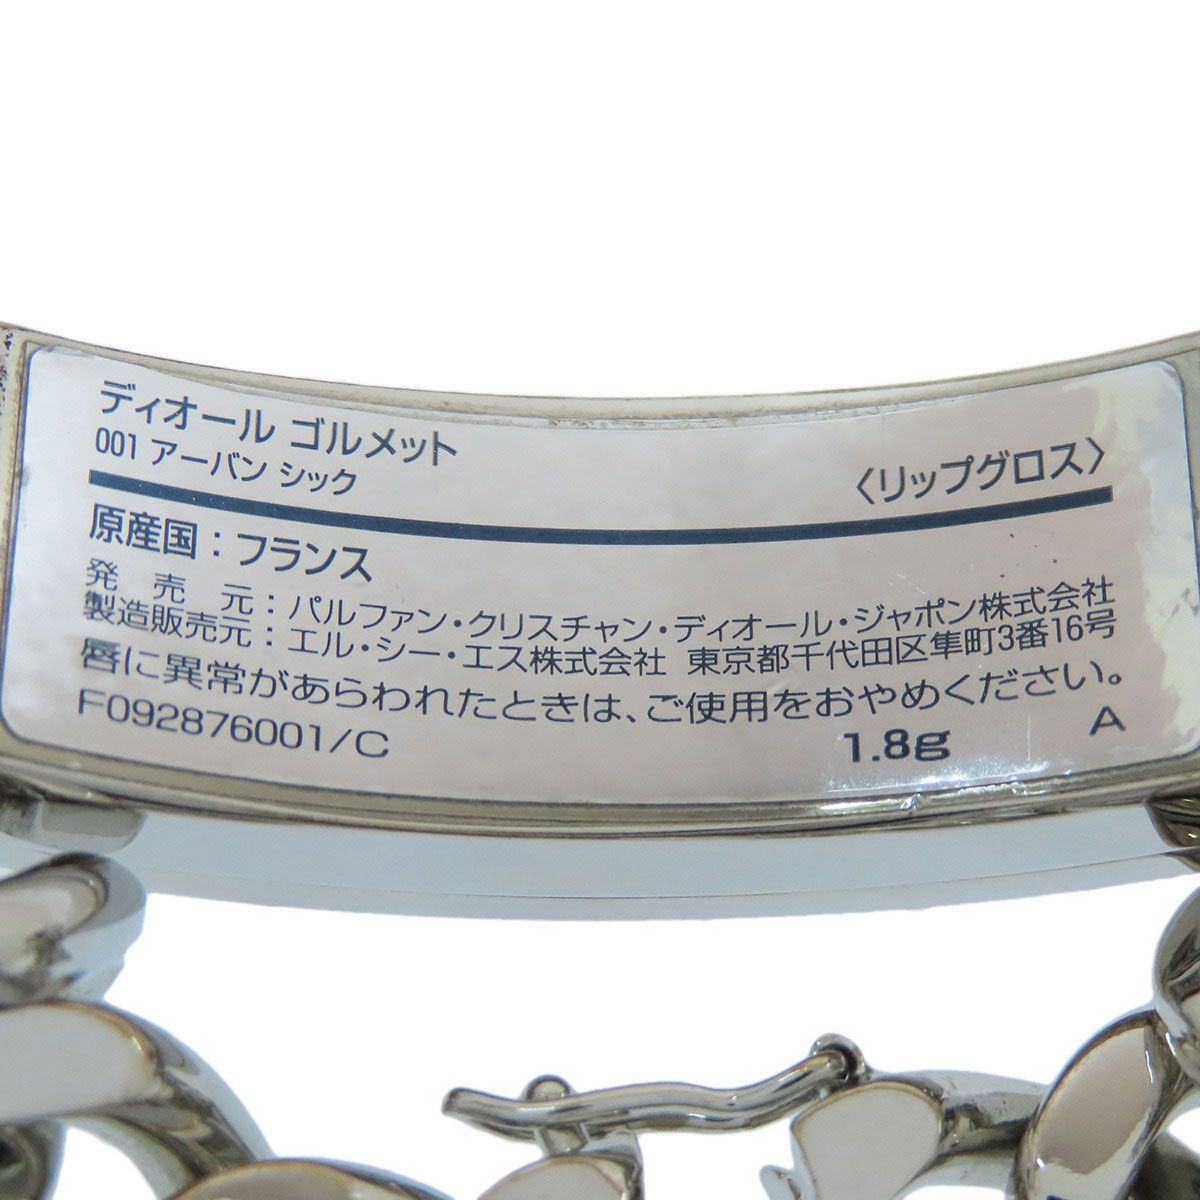 ディオール ゴルメット
001 アーバン シック
〈リップグロス〉
原産国：フランス
発売元：パルファン・クリスチャン・ディオール・ジャポン株式会社
製造販売元：エル・シー・エス株式会社 東京都千代田区隼町3番16号
唇に異常があらわれたときは、ご使用をおやめください。
F092876001/C
1.8g
A